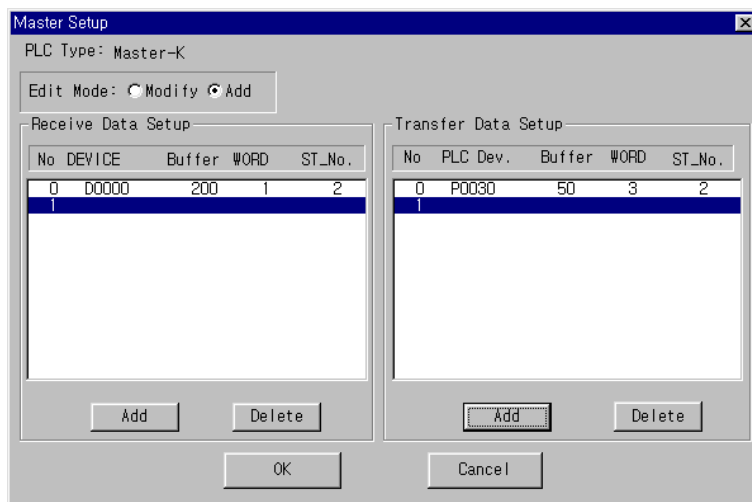 Master Setup
PLC Type: Master-K
Edit Mode: Modify Add
Receive Data Setup
No DEVICE Buffer WORD ST_No.
0 D0000 200 1 2
1
Add Delete
Transfer Data Setup
No PLC Dev. Buffer WORD ST_No.
0 P0030 50 3 2
1
Add Delete
OK Cancel